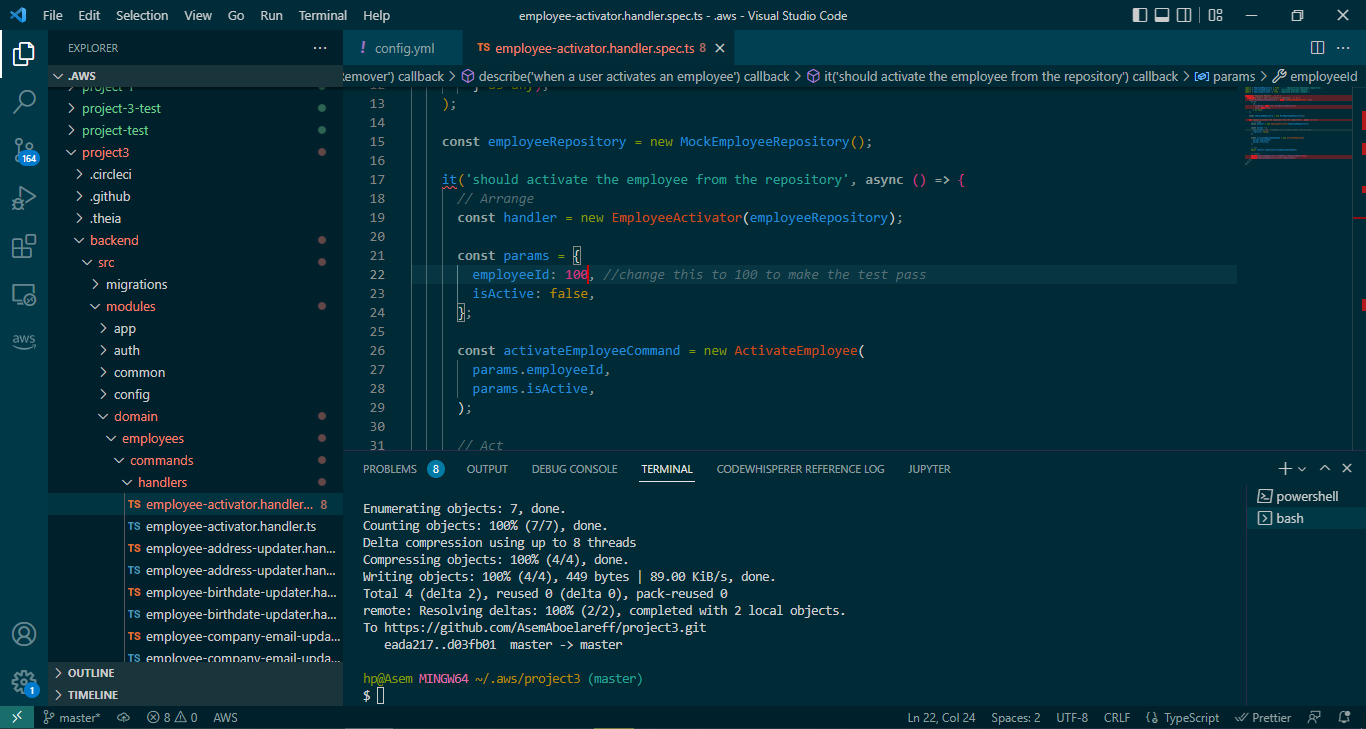 File Edit Selection View Go Run Terminal Help
employee-activator.handler.spec.ts - .aws - Visual Studio Code
EXPLORER
config.yml
TS employee-activator.handler.spec.ts 8
.AWS
emover') callback > describe('when a user activates an employee') callback > it('should activate the employee from the repository') callback > params > employeeId
project-1
project-3-test
project-test
project3
.circleci
.github
.theia
backend
src
migrations
modules
app
auth
common
config
domain
employees
commands
handlers
TS employee-activator.handler... 8
TS employee-activator.handler.ts
TS employee-address-updater.han...
TS employee-address-updater.han...
TS employee-birthdate-updater.ha...
TS employee-birthdate-updater.ha...
TS employee-company-email-upda...
TS employee-company-email-upda...
OUTLINE
TIMELINE
164
aws
1
12 } as any);
13 );
14
15 const employeeRepository = new MockEmployeeRepository();
16
17 it('should activate the employee from the repository', async () => {
18 // Arrange
19 const handler = new EmployeeActivator(employeeRepository);
20
21 const params = {
22 employeeId: 100, //change this to 100 to make the test pass
23 isActive: false,
24 };
25
26 const activateEmployeeCommand = new ActivateEmployee(
27 params.employeeId,
28 params.isActive,
29 );
30
31 // Act
PROBLEMS 8 OUTPUT DEBUG CONSOLE TERMINAL CODEWHISPERER REFERENCE LOG JUPYTER
powershell
bash
Enumerating objects: 7, done.
Counting objects: 100% (7/7), done.
Delta compression using up to 8 threads
Compressing objects: 100% (4/4), done.
Writing objects: 100% (4/4), 449 bytes | 89.00 KiB/s, done.
Total 4 (delta 2), reused 0 (delta 0), pack-reused 0
remote: Resolving deltas: 100% (2/2), completed with 2 local objects.
To https://github.com/AsemAboelareff/project3.git
eada217..d03fb01 master -> master
hp@Asem MINGW64 ~/.aws/project3 (master)
$
master* 8 0 AWS
Ln 22, Col 24 Spaces: 2 UTF-8 CRLF TypeScript Prettier